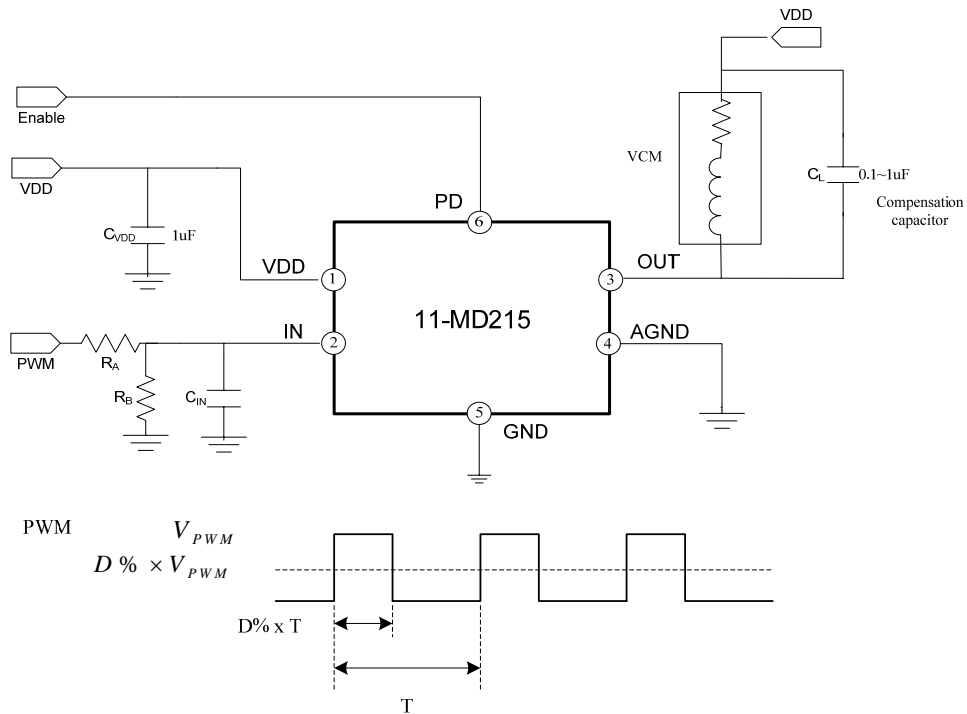 VDD
Enable
VDD
PD
6
VCM
C_L 0.1~1uF
Compensation
capacitor
C_VDD 1uF
VDD
1
OUT
3
11-MD215
PWM
R_A
IN
2
AGND
4
R_B
C_IN
5
GND
PWM V_PWM
D % × V_PWM
D% x T
T